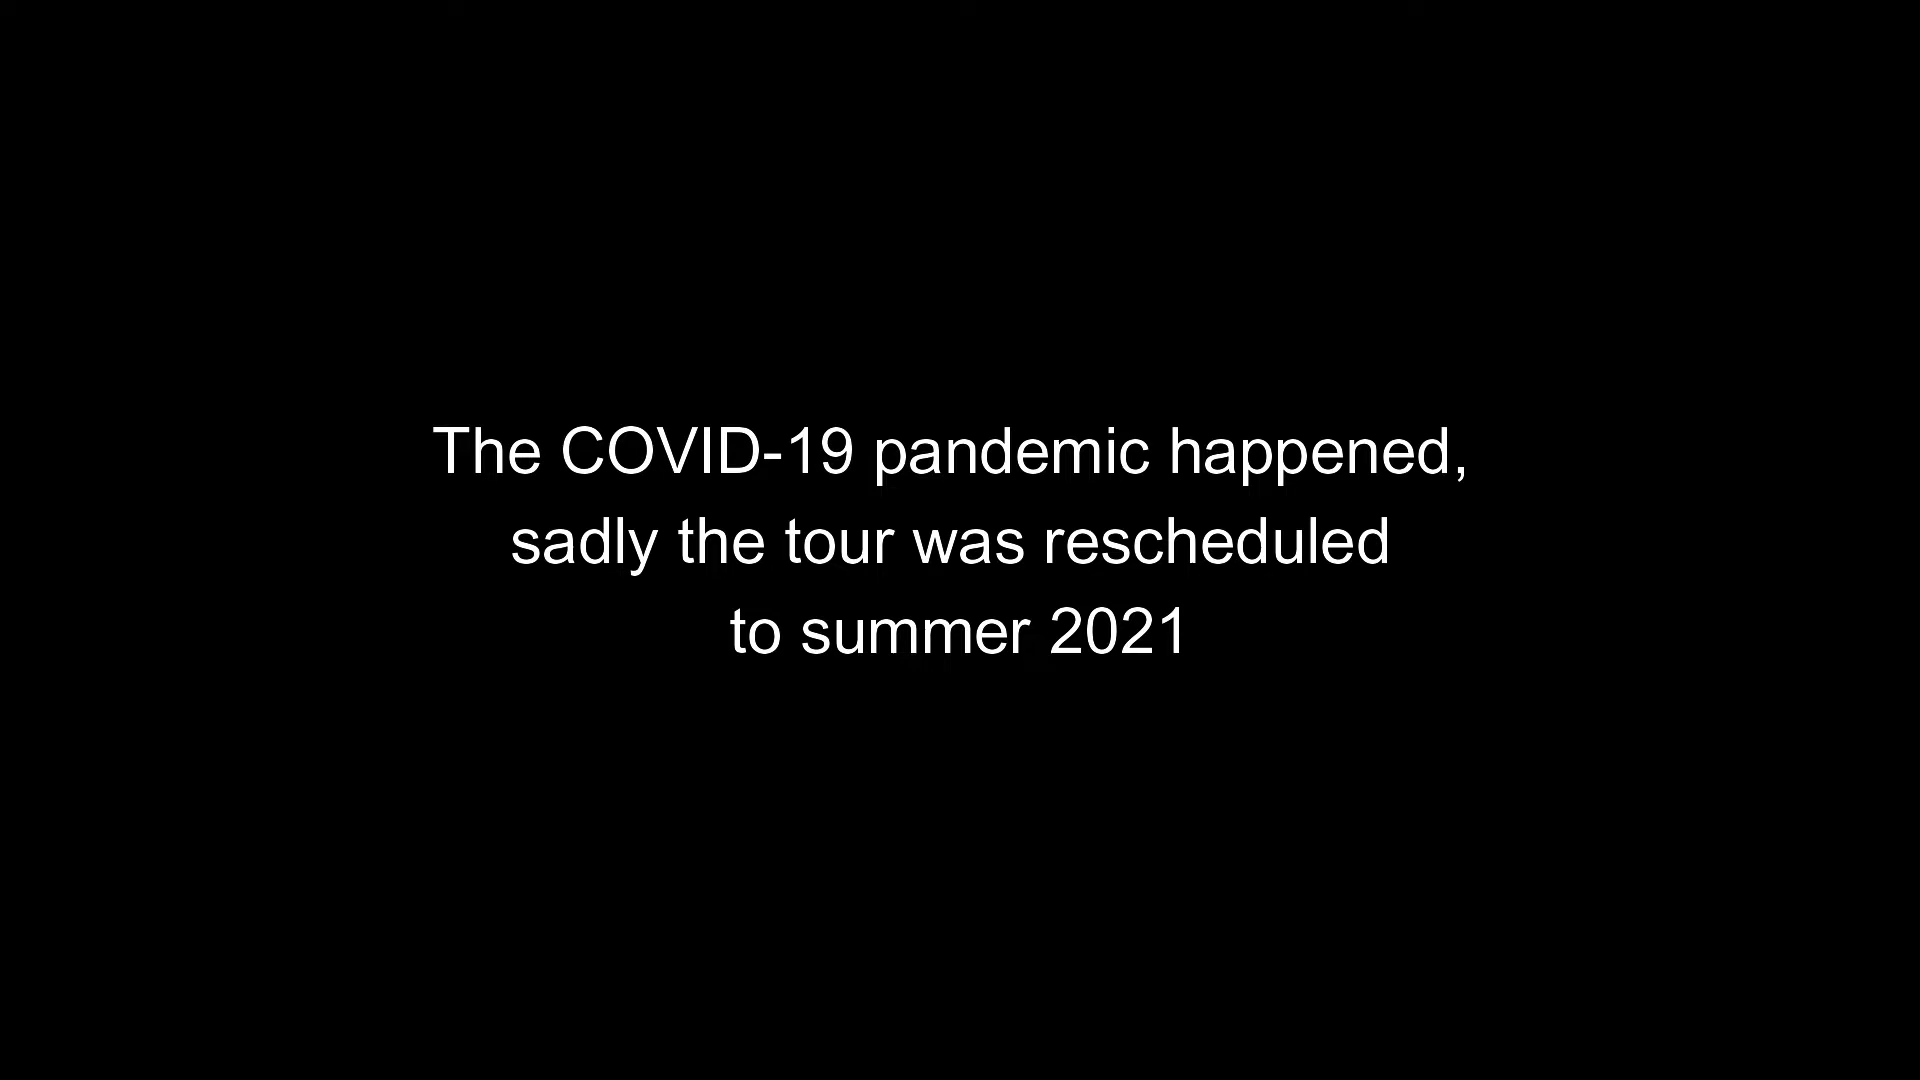 The COVID-19 pandemic happened,
sadly the tour was rescheduled
to summer 2021